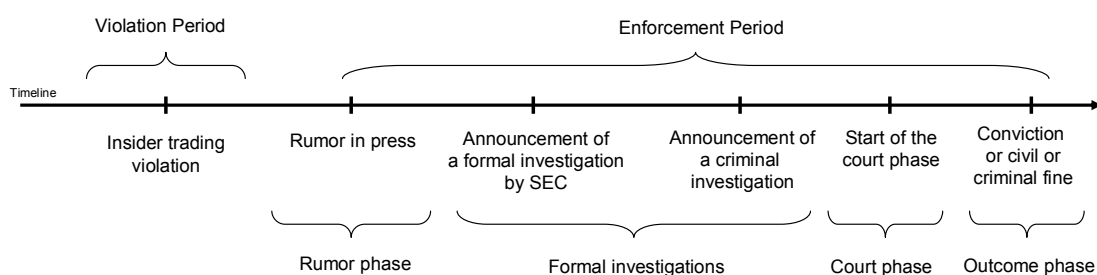 Violation Period
Enforcement Period
Timeline
Insider trading
violation
Rumor in press
Announcement of
a formal investigation
by SEC
Announcement of
a criminal
investigation
Start of the
court phase
Conviction
or civil or
criminal fine
Rumor phase
Formal investigations
Court phase
Outcome phase